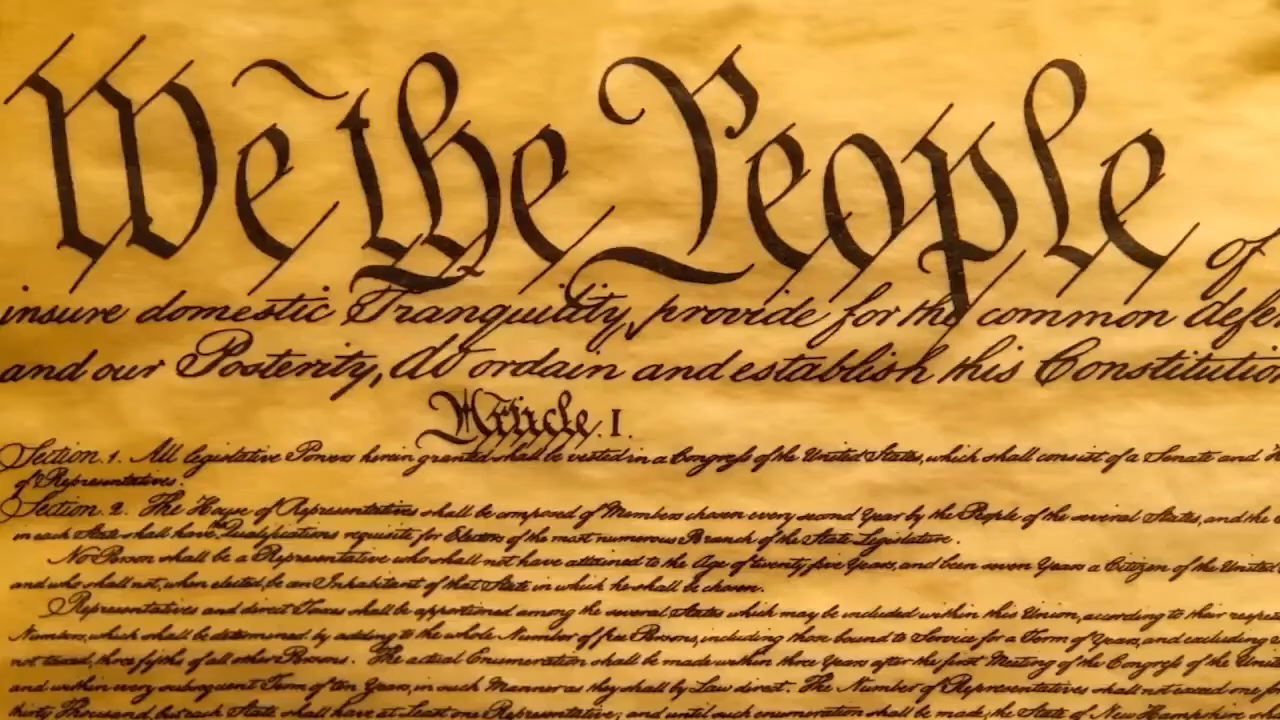 We the People of
insure domestic Tranquility, provide for the common defe
and our Posterity, do ordain and establish this Constitution
Article. I.
Section. 1. All legislative Powers herein granted shall be vested in a Congress of the United States, which shall consist of a Senate and
of Representatives.
Section. 2. The House of Representatives shall be composed of Members chosen every second Year by the People of the several States, and the
in each State shall have the Qualifications requisite for Electors of the most numerous Branch of the State Legislature.
No Person shall be a Representative who shall not have attained to the Age of twenty five Years, and been seven Years a Citizen of the United
and who shall not, when elected, be an Inhabitant of that State in which he shall be chosen.
Representatives and direct Taxes shall be apportioned among the several States which may be included within this Union, according to their respe
Numbers, which shall be determined by adding to the whole Number of free Persons, including those bound to Service for a Term of Years, and excluding
not taxed, three fifths of all other Persons. The actual Enumeration shall be made within three Years after the first Meeting of the Congress of the Unite
and within every subsequent Term of ten Years, in such Manner as they shall by Law direct. The Number of Representatives shall not exceed one for
thirty Thousand, but each State shall have at Least one Representative; and until such enumeration shall be made, the State of New Hampshire sha